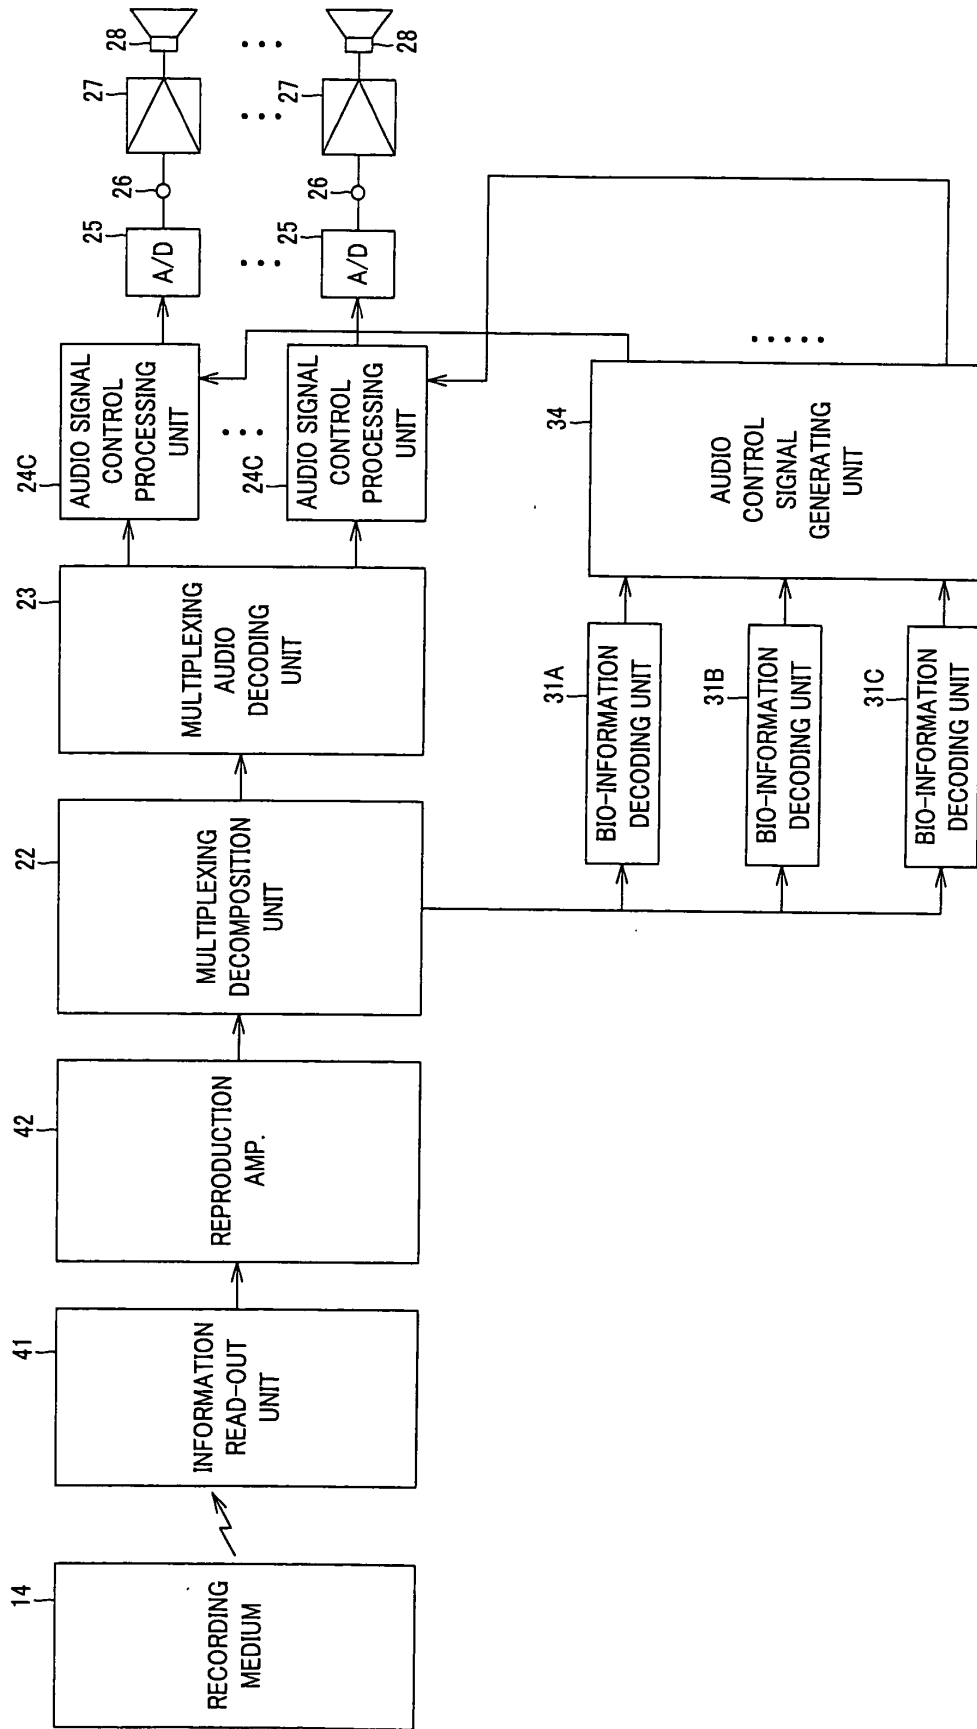 14
RECORDING
MEDIUM
41
INFORMATION
READ-OUT
UNIT
42
REPRODUCTION
AMP.
22
MULTIPLEXING
DECOMPOSITION
UNIT
23
MULTIPLEXING
AUDIO
DECODING
UNIT
24C
AUDIO SIGNAL
CONTROL
PROCESSING
UNIT
25
A/D
26
27
28
24C
AUDIO SIGNAL
CONTROL
PROCESSING
UNIT
25
A/D
26
27
28
31A
BIO-INFORMATION
DECODING UNIT
31B
BIO-INFORMATION
DECODING UNIT
31C
BIO-INFORMATION
DECODING UNIT
34
AUDIO
CONTROL
SIGNAL
GENERATING
UNIT